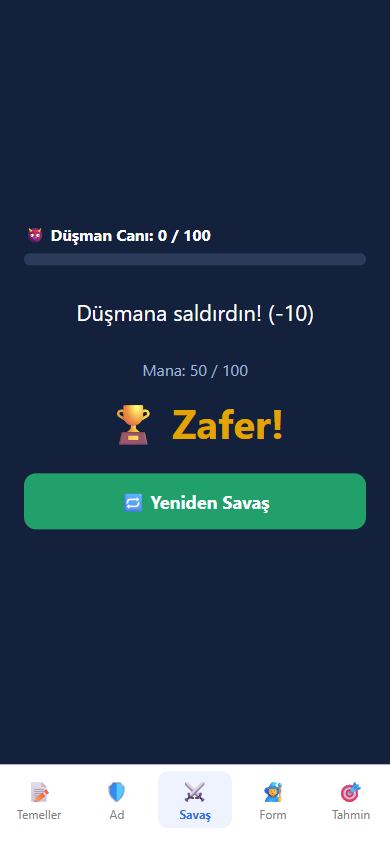 Düşman Canı: 0 / 100
Düşmana saldırdın! (-10)
Mana: 50 / 100
Zafer!
Yeniden Savaş
Temeller
Ad
Savaş
Form
Tahmin